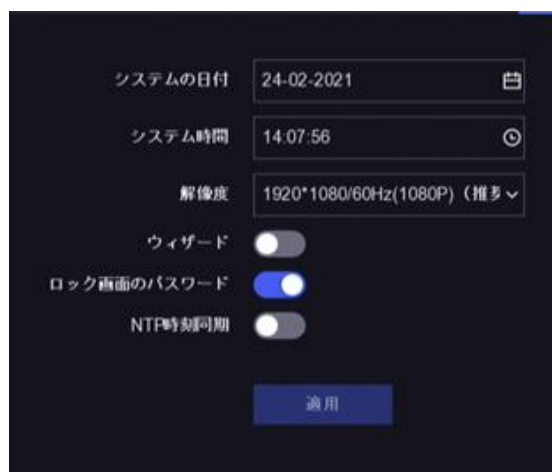 システムの日付 24-02-2021
システム時間 14:07:56
解像度 1920*1080/60Hz(1080P)（推
ウィザード
ロック画面のパスワード
NTP時刻同期
適用